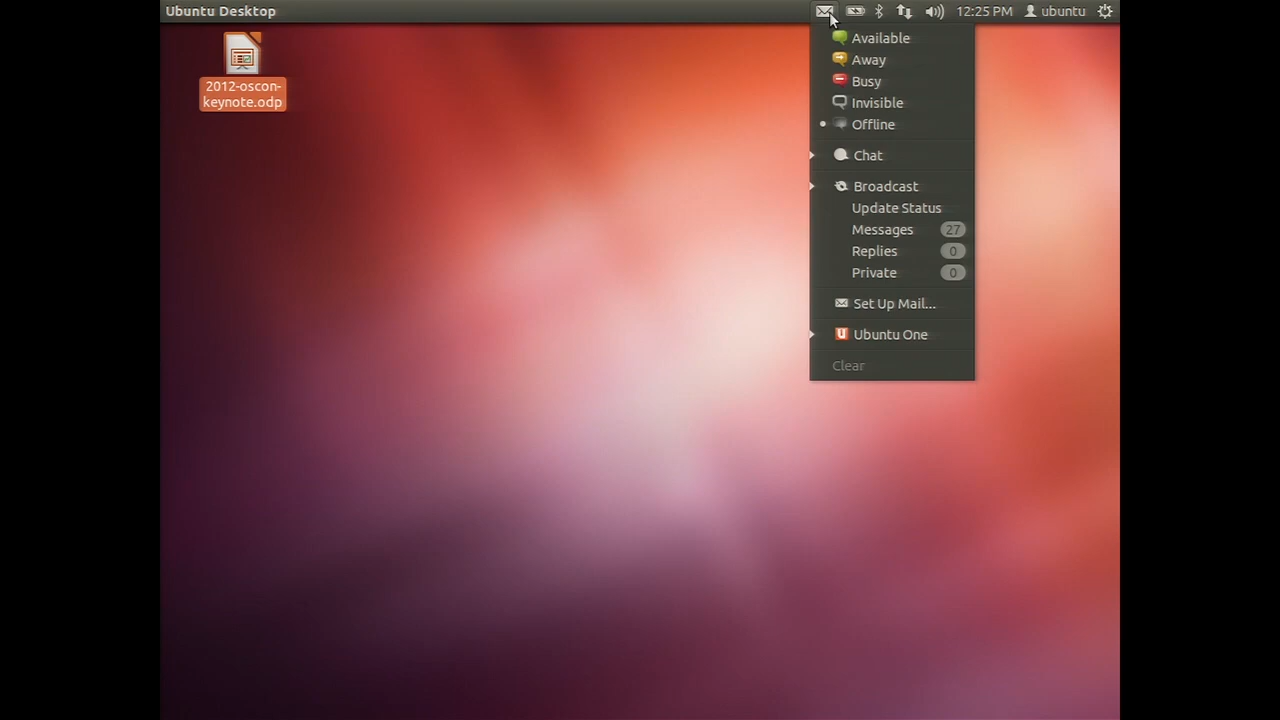 Ubuntu Desktop
12:25 PM
ubuntu
2012-oscon-
keynote.odp
Available
Away
Busy
Invisible
Offline
Chat
Broadcast
Update Status
Messages 27
Replies 0
Private 0
Set Up Mail...
Ubuntu One
Clear